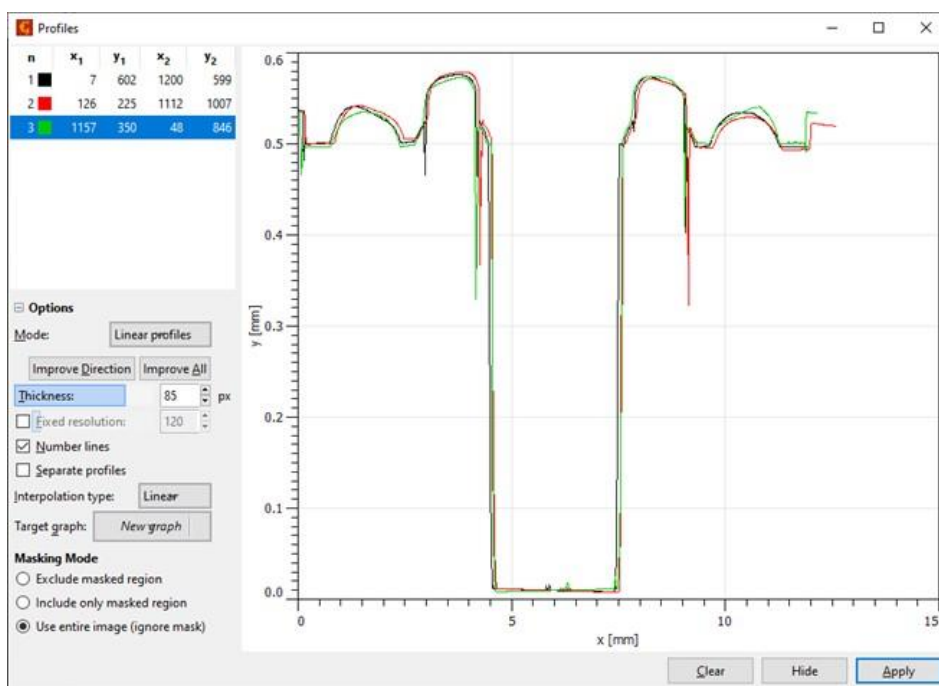 Profiles
n x1 y1 x2 y2
1 7 602 1200 599
2 126 225 1112 1007
3 1157 350 48 846
Options
Mode: Linear profiles
Improve Direction Improve All
Thickness: 85 px
Fixed resolution: 120
Number lines
Separate profiles
Interpolation type: Linear
Target graph: New graph
Masking Mode
Exclude masked region
Include only masked region
Use entire image (ignore mask)
0.6
0.5
0.4
0.3
0.2
0.1
0.0
y [mm]
0 5 10 15
x [mm]
Clear Hide Apply